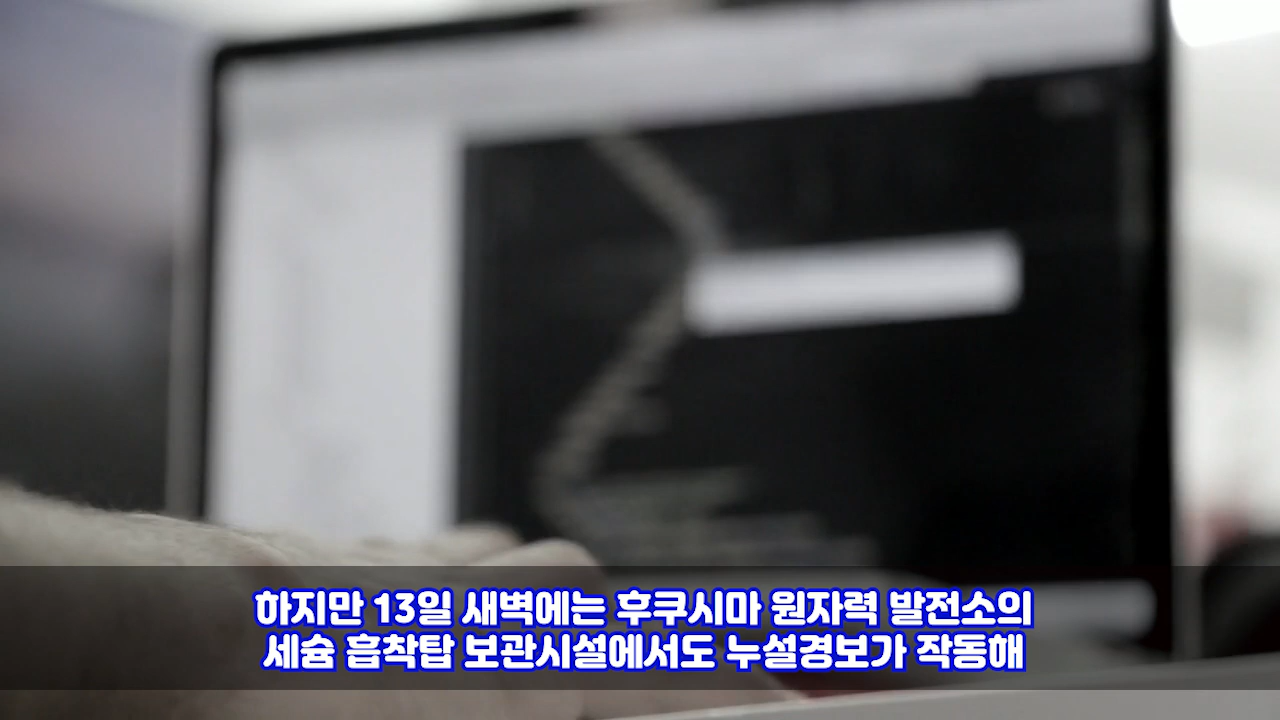 하지만 13일 새벽에는 후쿠시마 원자력 발전소의
세슘 흡착탑 보관시설에서도 누설경보가 작동해